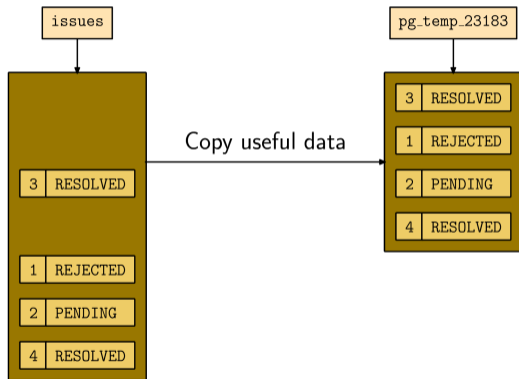 issues
pg_temp_23183
Copy useful data
3 RESOLVED
1 REJECTED
2 PENDING
4 RESOLVED
3 RESOLVED
1 REJECTED
2 PENDING
4 RESOLVED